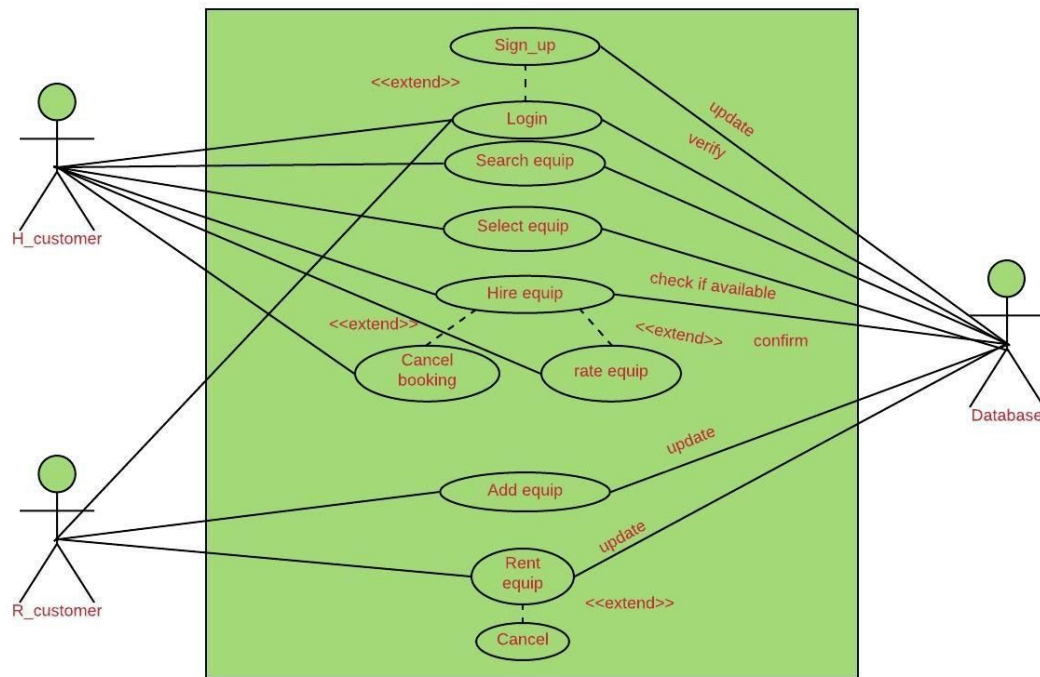 Sign_up
<<extend>>
update
Login
verify
Search equip
H_customer
Select equip
check if available
Hire equip
<<extend>>
<<extend>>
confirm
Cancel
booking
rate equip
Database
update
Add equip
update
Rent
equip
<<extend>>
R_customer
Cancel